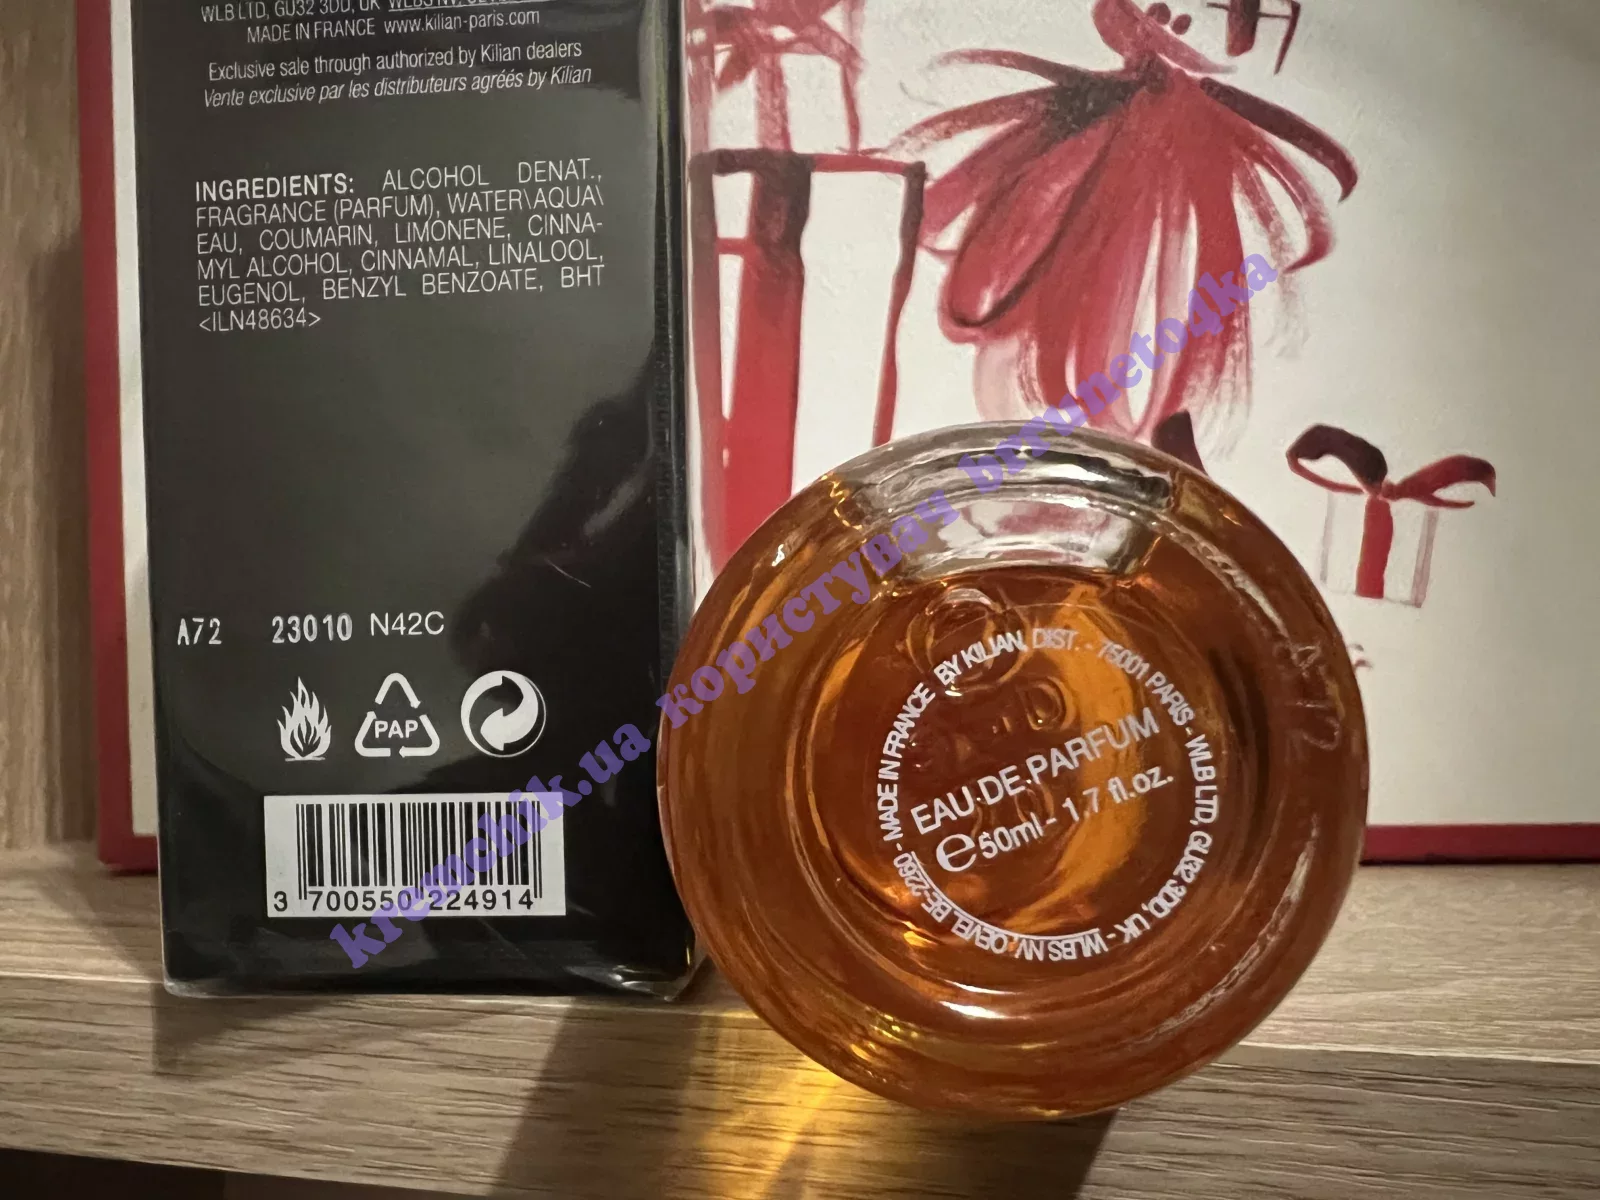 WLB LTD, GU32 3DU, UK
MADE IN FRANCE www.kilian-paris.com
Exclusive sale through authorized by Kilian dealers
Vente exclusive par les distributeurs agréés by Kilian
INGREDIENTS: ALCOHOL DENAT.,
FRAGRANCE (PARFUM), WATER\AQUA\
EAU, COUMARIN, LIMONENE, CINNA-
MYL ALCOHOL, CINNAMAL, LINALOOL,
EUGENOL, BENZYL BENZOATE, BHT
<ILN48634>
A72 23010 N42C
PAP
3 700550 224914
BY KILIAN, DIST. - 75001 PARIS - WLB LTD, GU32 3DD, UK - WLBS NV, OEVEL BE-2260 - MADE IN FRANCE
EAU DE PARFUM
e50ml - 1.7 fl.oz.
A72
kremchik.ua користувач brruneto4ka